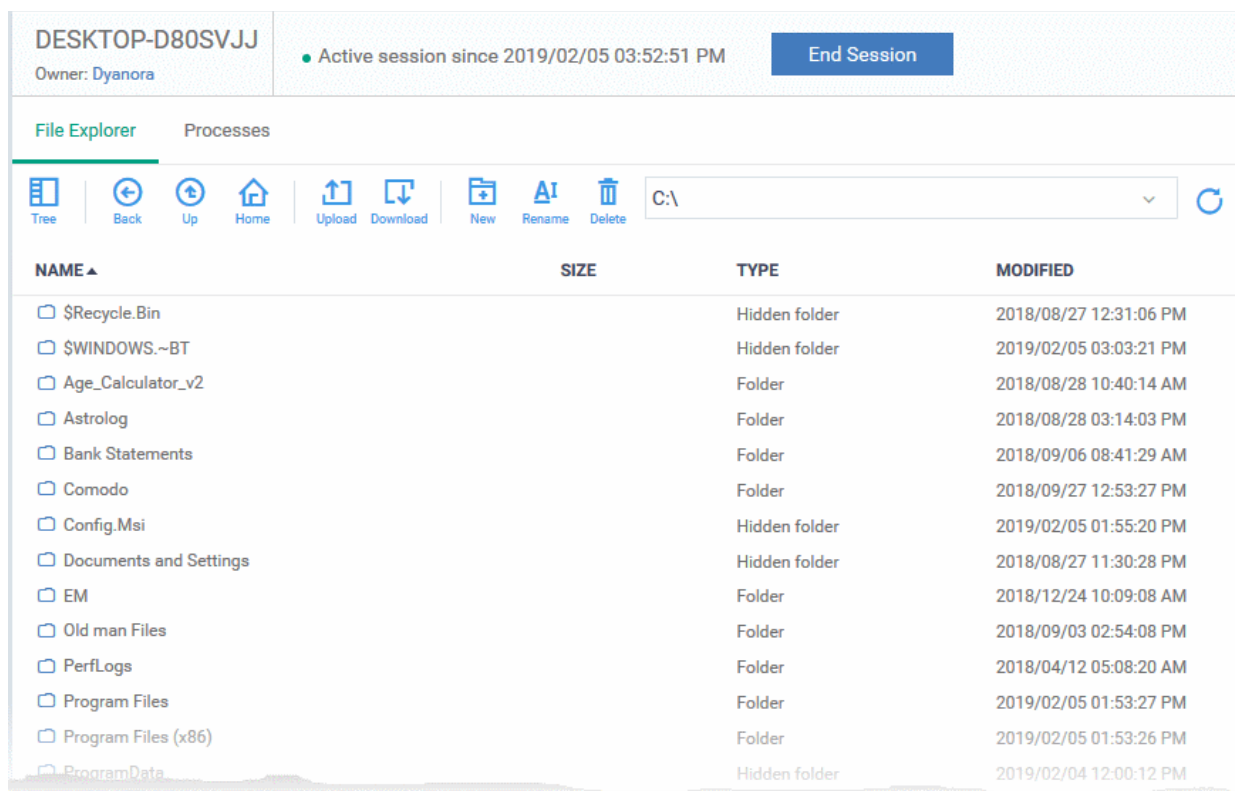 DESKTOP-D80SVJJ
Owner: Dyanora
Active session since 2019/02/05 03:52:51 PM
End Session
File Explorer Processes
Tree Back Up Home Upload Download New Rename Delete C:\
NAME SIZE TYPE MODIFIED
$Recycle.Bin Hidden folder 2018/08/27 12:31:06 PM
$WINDOWS.~BT Hidden folder 2019/02/05 03:03:21 PM
Age_Calculator_v2 Folder 2018/08/28 10:40:14 AM
Astrolog Folder 2018/08/28 03:14:03 PM
Bank Statements Folder 2018/09/06 08:41:29 AM
Comodo Folder 2018/09/27 12:53:27 PM
Config.Msi Hidden folder 2019/02/05 01:55:20 PM
Documents and Settings Hidden folder 2018/08/27 11:30:28 PM
EM Folder 2018/12/24 10:09:08 AM
Old man Files Folder 2018/09/03 02:54:08 PM
PerfLogs Folder 2018/04/12 05:08:20 AM
Program Files Folder 2019/02/05 01:53:27 PM
Program Files (x86) Folder 2019/02/05 01:53:26 PM
ProgramData Hidden folder 2019/02/04 12:00:12 PM